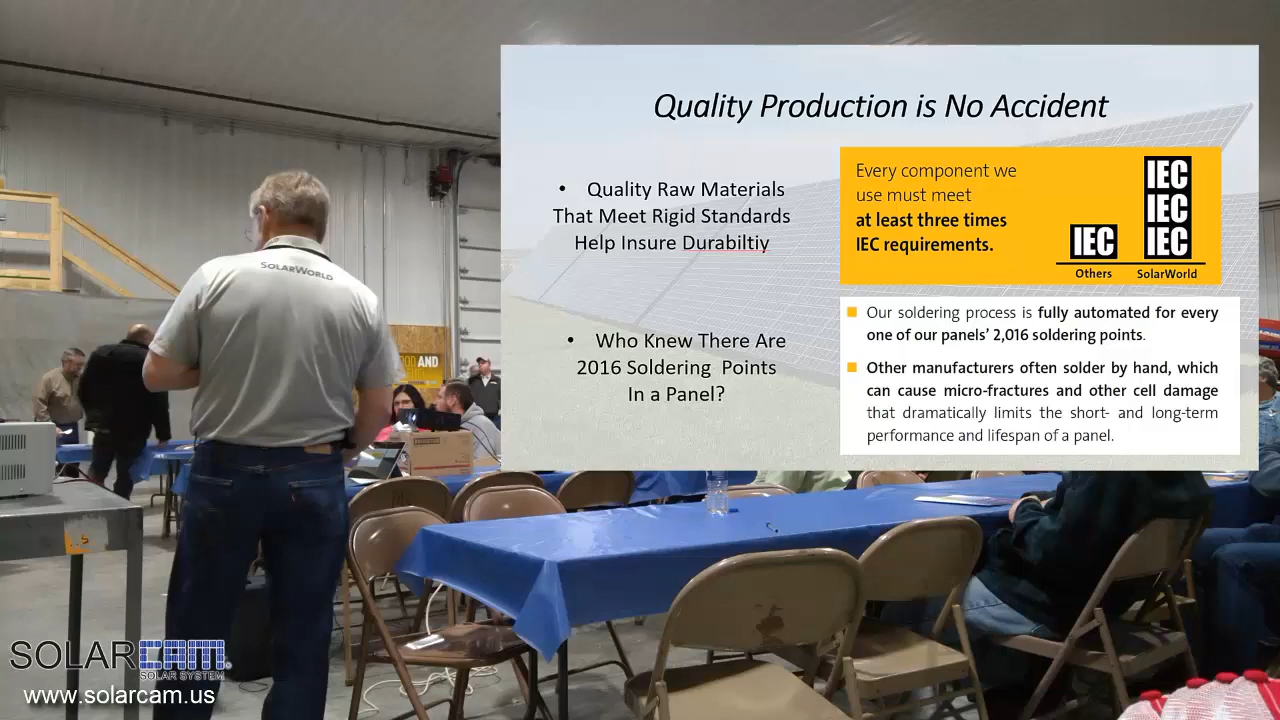 Quality Production is No Accident
• Quality Raw Materials
That Meet Rigid Standards
Help Insure Durabiltiy
• Who Knew There Are
2016 Soldering Points
In a Panel?
Every component we
use must meet
at least three times
IEC requirements.
IEC
Others
IEC
IEC
IEC
SolarWorld
Our soldering process is fully automated for every
one of our panels' 2,016 soldering points.
Other manufacturers often solder by hand, which
can cause micro-fractures and other cell damage
that dramatically limits the short- and long-term
performance and lifespan of a panel.
SOLARWORLD
AND
SOLARCAM
SOLAR SYSTEM
www.solarcam.us